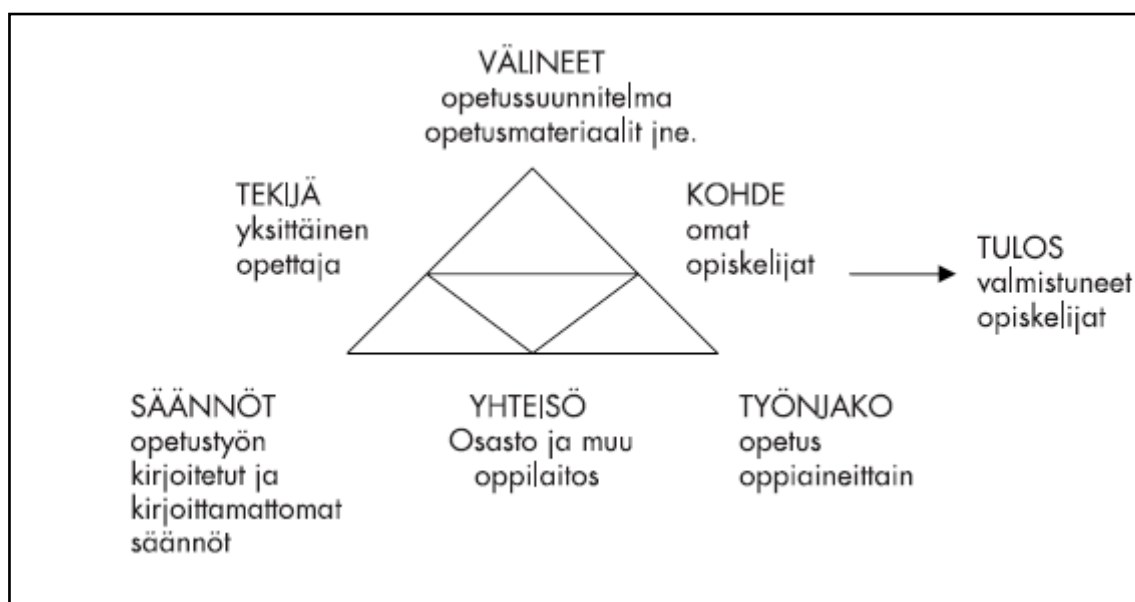 VÄLINEET
opetussuunnitelma
opetusmateriaalit jne.
TEKIJÄ
yksittäinen
opettaja
KOHDE
omat
opiskelijat
TULOS
valmistuneet
opiskelijat
SÄÄNNÖT
opetustyön
kirjoitetut ja
kirjoittamattomat
säännöt
YHTEISÖ
Osasto ja muu
oppilaitos
TYÖNJAKO
opetus
oppiaineittain